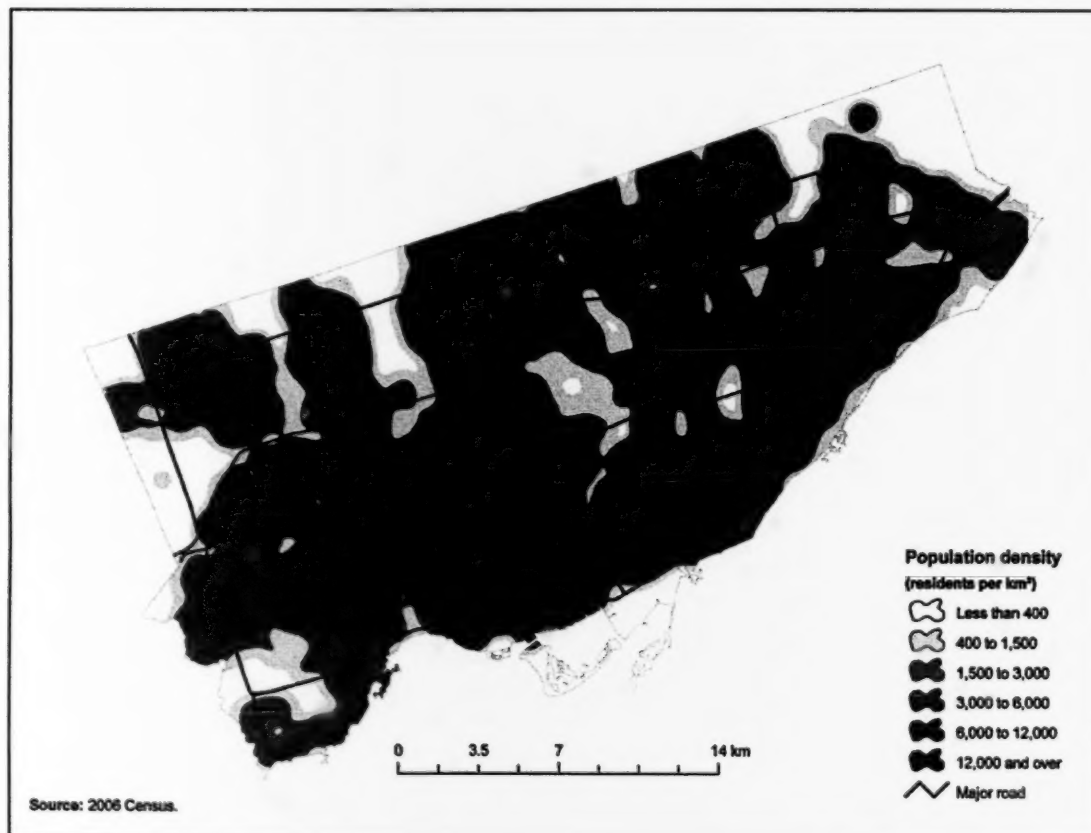 Population density
(residents per km²)
Less than 400
400 to 1,500
1,500 to 3,000
3,000 to 6,000
6,000 to 12,000
12,000 and over
Major road
0 3.5 7 14 km
Source: 2006 Census.